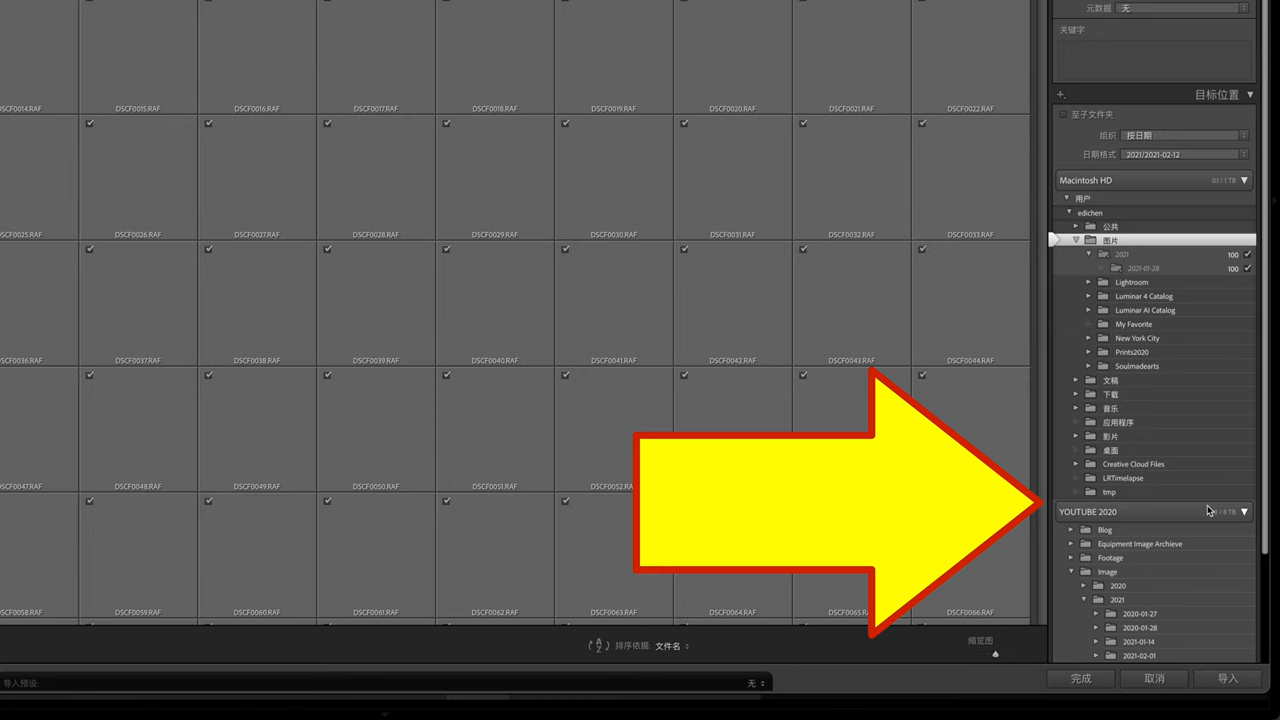 元数据 无
关键字
DSCF0014.RAF DSCF0015.RAF DSCF0016.RAF DSCF0017.RAF DSCF0018.RAF DSCF0019.RAF DSCF0020.RAF DSCF0021.RAF DSCF0022.RAF
目标位置
至子文件夹
组织 按日期
日期格式 2021/2021-02-12
Macintosh HD
用户
edichen
公共
DSCF0025.RAF DSCF0026.RAF DSCF0027.RAF DSCF0028.RAF DSCF0029.RAF DSCF0030.RAF DSCF0031.RAF DSCF0032.RAF DSCF0033.RAF
图片
2021 100
2021-01-28 100
Lightroom
Luminar 4 Catalog
Luminar AI Catalog
My Favorite
New York City
Prints2020
DSCF0036.RAF DSCF0037.RAF DSCF0038.RAF DSCF0039.RAF DSCF0040.RAF DSCF0041.RAF DSCF0042.RAF DSCF0043.RAF DSCF0044.RAF
Soulmadearts
文稿
下载
音乐
应用程序
影片
桌面
Creative Cloud Files
LRTimelapse
DSCF0047.RAF DSCF0048.RAF DSCF0049.RAF DSCF0050.RAF DSCF0051.RAF DSCF0052.RA
tmp
YOUTUBE 2020
Blog
Equipment Image Archieve
Footage
Image
2020
2021
DSCF0058.RAF DSCF0059.RAF DSCF0060.RAF DSCF0061.RAF DSCF0062.RAF DSCF0063.RAF DSCF0064.RAF DSCF0065.RAF DSCF0066.RAF
2020-01-27
2020-01-28
2021-01-14
2021-02-01
排序依据: 文件名
缩览图
导入预设: 无
完成 取消 导入